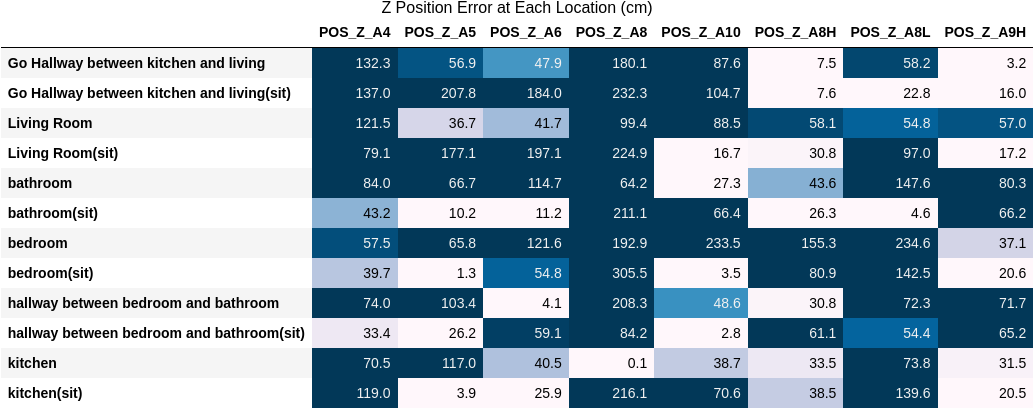 Z Position Error at Each Location (cm)
POS_Z_A4 POS_Z_A5 POS_Z_A6 POS_Z_A8 POS_Z_A10 POS_Z_A8H POS_Z_A8L POS_Z_A9H
Go Hallway between kitchen and living 132.3 56.9 47.9 180.1 87.6 7.5 58.2 3.2
Go Hallway between kitchen and living(sit) 137.0 207.8 184.0 232.3 104.7 7.6 22.8 16.0
Living Room 121.5 36.7 41.7 99.4 88.5 58.1 54.8 57.0
Living Room(sit) 79.1 177.1 197.1 224.9 16.7 30.8 97.0 17.2
bathroom 84.0 66.7 114.7 64.2 27.3 43.6 147.6 80.3
bathroom(sit) 43.2 10.2 11.2 211.1 66.4 26.3 4.6 66.2
bedroom 57.5 65.8 121.6 192.9 233.5 155.3 234.6 37.1
bedroom(sit) 39.7 1.3 54.8 305.5 3.5 80.9 142.5 20.6
hallway between bedroom and bathroom 74.0 103.4 4.1 208.3 48.6 30.8 72.3 71.7
hallway between bedroom and bathroom(sit) 33.4 26.2 59.1 84.2 2.8 61.1 54.4 65.2
kitchen 70.5 117.0 40.5 0.1 38.7 33.5 73.8 31.5
kitchen(sit) 119.0 3.9 25.9 216.1 70.6 38.5 139.6 20.5